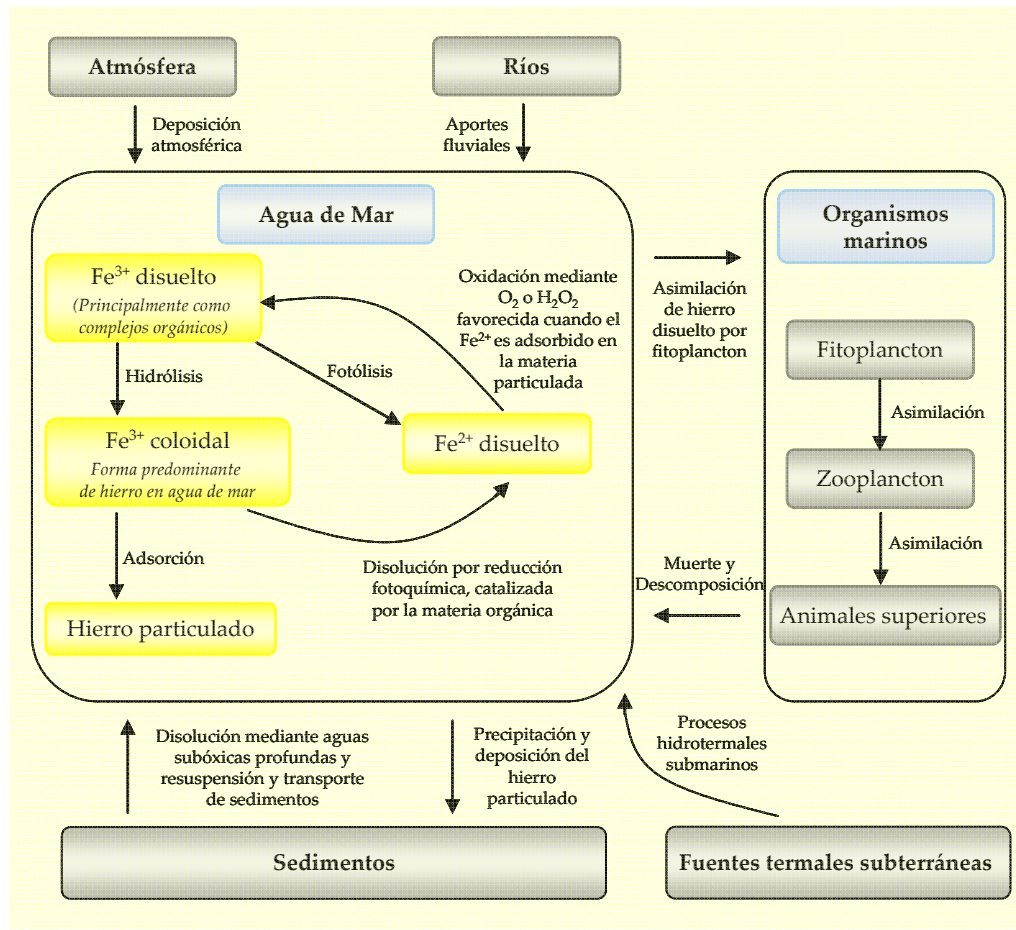 Atmósfera
Ríos
Deposición
atmosférica
Aportes
fluviales
Agua de Mar
Fe³⁺ disuelto
(Principalmente como
complejos orgánicos)
Oxidación mediante
O₂ o H₂O₂
favorecida cuando el
Fe²⁺ es adsorbido en
la materia
particulada
Hidrólisis
Fotólisis
Fe³⁺ coloidal
Forma predominante
de hierro en agua de mar
Fe²⁺ disuelto
Adsorción
Disolución por reducción
fotoquímica, catalizada
por la materia orgánica
Hierro particulado
Asimilación
de hierro
disuelto por
fitoplancton
Organismos
marinos
Fitoplancton
Asimilación
Zooplancton
Asimilación
Animales superiores
Muerte y
Descomposición
Disolución mediante aguas
subóxicas profundas y
resuspensión y transporte
de sedimentos
Precipitación y
deposición del
hierro
particulado
Procesos
hidrotermales
submarinos
Sedimentos
Fuentes termales subterráneas